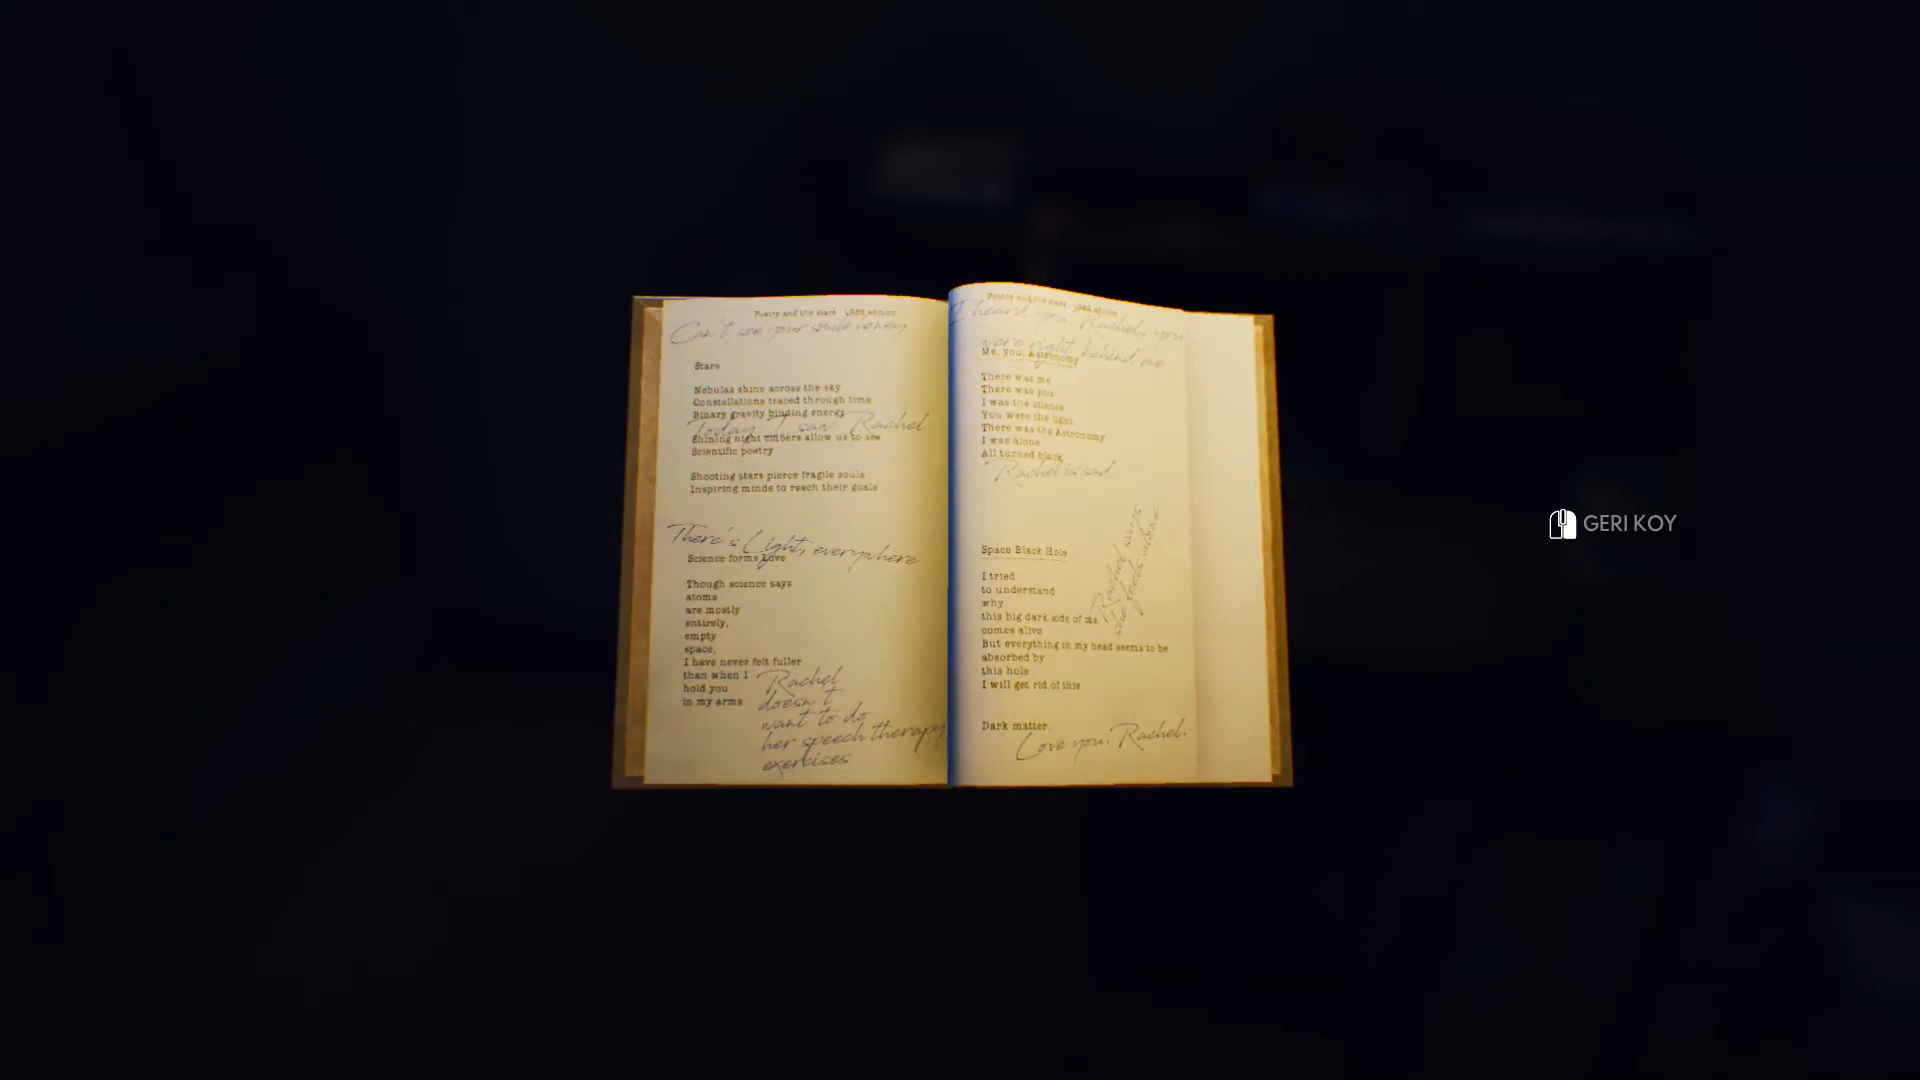 Poetry and the stars 1988 edition
Can't see your smile honey
Stars
Nebulas shine across the sky
Constellations traced through time
Binary gravity binding energy
Today I saw Rachel
Shining night embers allow us to see
Scientific poetry
Shooting stars pierce fragile souls
Inspiring minds to reach their goals
There's Light, everywhere
Science forms Love
Though science says
atoms
are mostly
entirely,
empty
space,
I have never felt fuller
than when I
hold you
in my arms
Rachel
doesn't
want to do
her speech therapy
exercises
Poetry and the stars 1988 edition
I heard you Rachel, you
were right behind me
Me, you, Astronomy
There was me
There was you
I was the silence
You were the light
There was the Astronomy
I was alone
All turned black
Rachel is sad
Rachel says
she feels alone
Space Black Hole
I tried
to understand
why
this big dark side of me
comes alive
But everything in my head seems to be
absorbed by
this hole
I will get rid of this
Dark matter.
Love you, Rachel.
GERI KOY